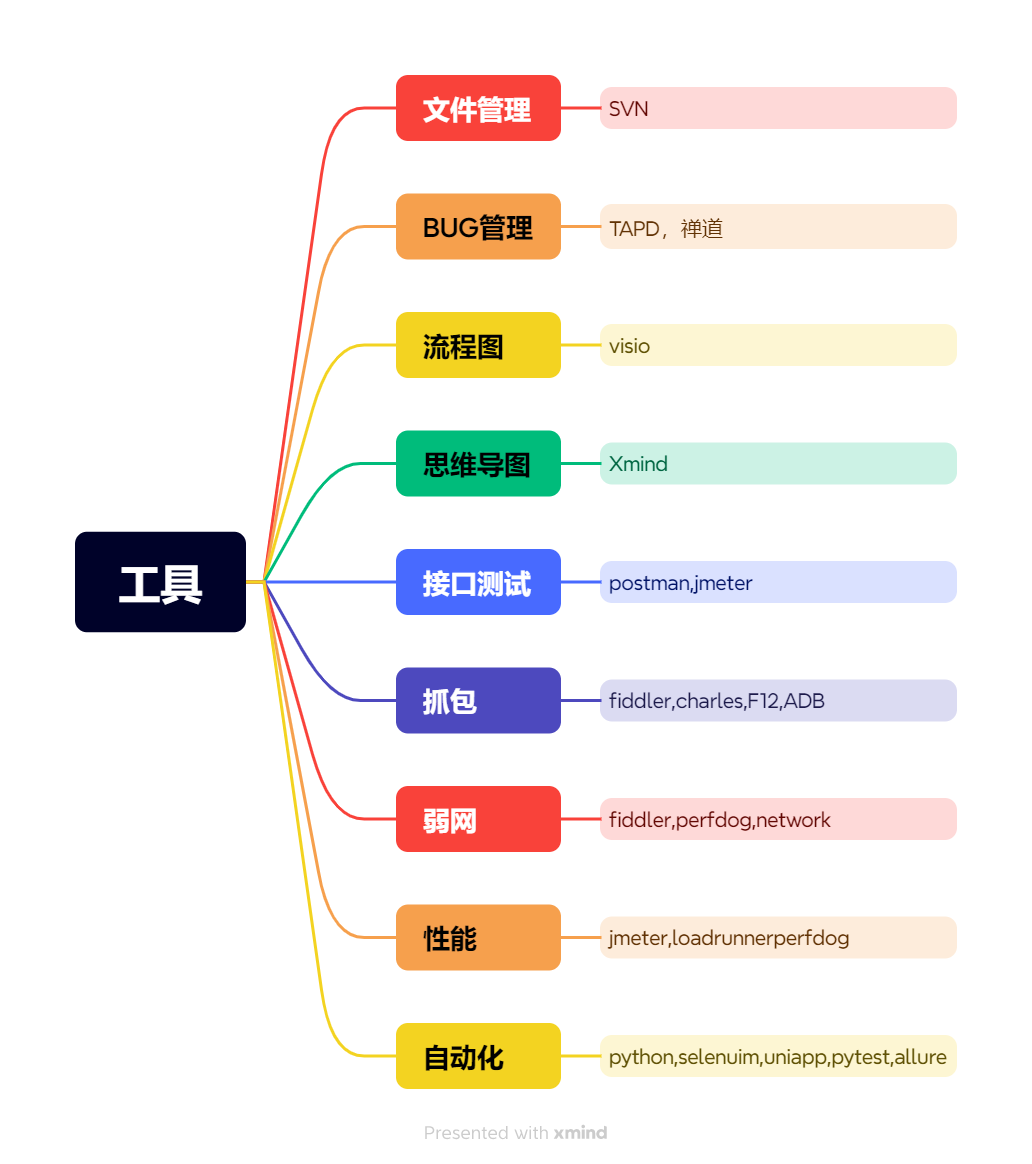 文件管理
SVN
BUG管理
TAPD，禅道
流程图
visio
思维导图
Xmind
工具
接口测试
postman,jmeter
抓包
fiddler,charles,F12,ADB
弱网
fiddler,perfdog,network
性能
jmeter,loadrunnerperfdog
自动化
python,selenuim,uniapp,pytest,allure
Presented with xmind